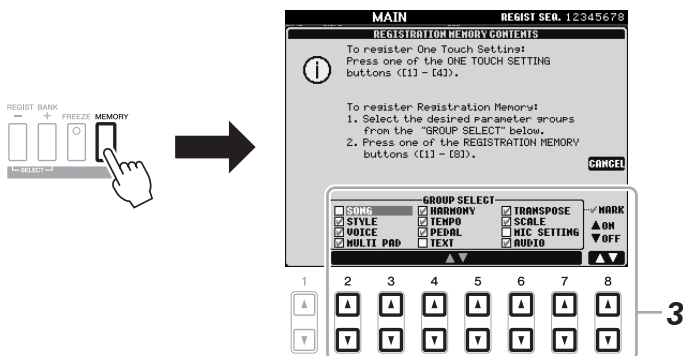 MAIN REGIST SEQ. 12345678
REGISTRATION MEMORY CONTENTS
To register One Touch Setting:
Press one of the ONE TOUCH SETTING
buttons ([1] – [4]).
To register Registration Memory:
1. Select the desired parameter groups
from the "GROUP SELECT" below.
2. Press one of the REGISTRATION MEMORY
buttons ([1] – [8]).
CANCEL
REGIST BANK
– +
FREEZE
MEMORY
SELECT
GROUP SELECT
SONG HARMONY TRANSPOSE
STYLE TEMPO SCALE
VOICE PEDAL MIC SETTING
MULTI PAD TEXT AUDIO
MARK
▲ON
▼OFF
1 2 3 4 5 6 7 8
3